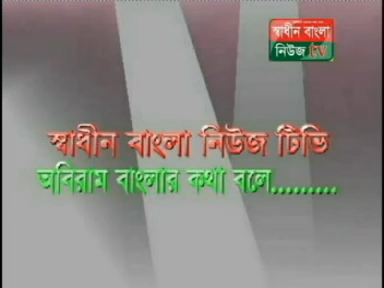 স্বাধীন বাংলা
নিউজ tv
স্বাধীন বাংলা নিউজ টিভি
অবিরাম বাংলার কথা বলে.........